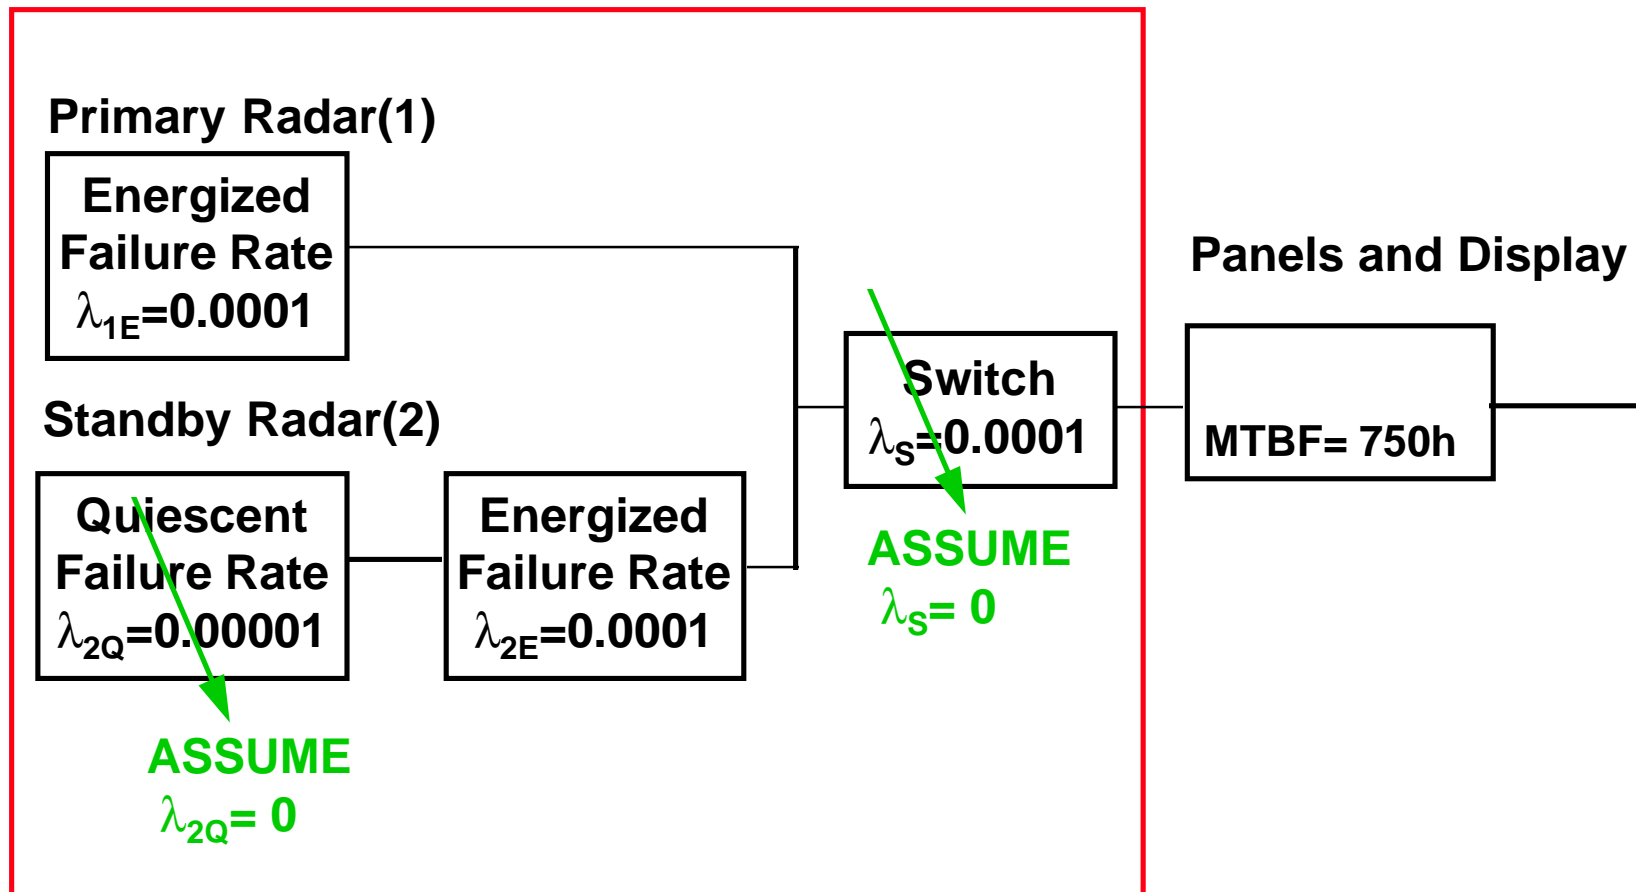 Primary Radar(1)
Energized
Failure Rate
λ1E=0.0001
Standby Radar(2)
Quiescent
Failure Rate
λ2Q=0.00001
ASSUME
λ2Q= 0
Energized
Failure Rate
λ2E=0.0001
Switch
λS=0.0001
ASSUME
λS= 0
Panels and Display
MTBF= 750h